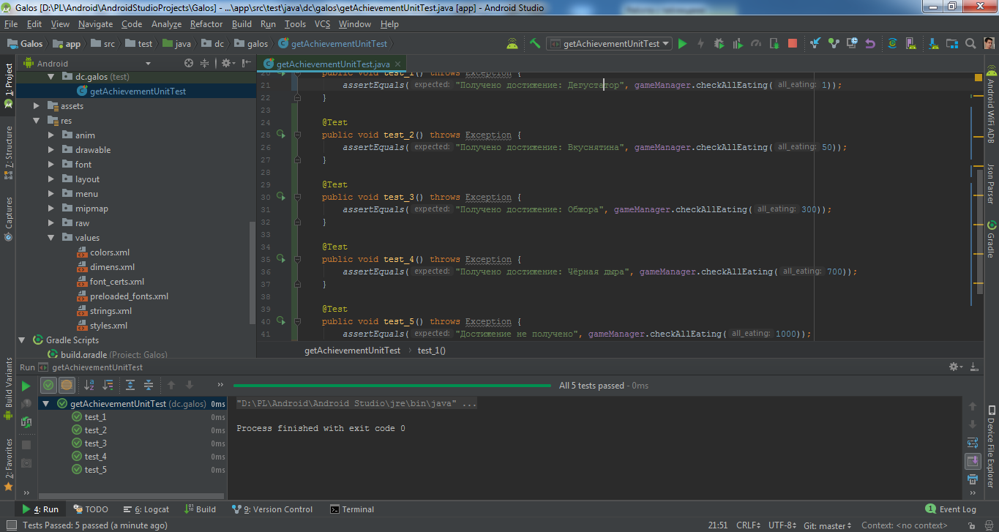 Galos [D:\PL\Android\AndroidStudioProjects\Galos] - ...\app\src\test\java\dc\galos\getAchievementUnitTest.java [app] - Android Studio
File Edit View Navigate Code Analyze Refactor Build Run Tools VCS Window Help
Galos app src test java dc galos getAchievementUnitTest
getAchievementUnitTest
1: Project
7: Structure
Captures
Build Variants
2: Favorites
Android
dc.galos (test)
getAchievementUnitTest
assets
res
anim
drawable
font
layout
menu
mipmap
raw
values
colors.xml
dimens.xml
font_certs.xml
preloaded_fonts.xml
strings.xml
styles.xml
Gradle Scripts
build.gradle (Project: Galos)
getAchievementUnitTest.java
20 public void test_1() throws Exception {
21 assertEquals( expected: "Получено достижение: Дегустатор", gameManager.checkAllEating( all_eating: 1));
22 }
23
24 @Test
25 public void test_2() throws Exception {
26 assertEquals( expected: "Получено достижение: Вкуснятина", gameManager.checkAllEating( all_eating: 50));
27 }
28
29 @Test
30 public void test_3() throws Exception {
31 assertEquals( expected: "Получено достижение: Обжора", gameManager.checkAllEating( all_eating: 300));
32 }
33
34 @Test
35 public void test_4() throws Exception {
36 assertEquals( expected: "Получено достижение: Чёрная дыра", gameManager.checkAllEating( all_eating: 700));
37 }
38
39 @Test
40 public void test_5() throws Exception {
41 assertEquals( expected: "Достижение не получено", gameManager.checkAllEating( all_eating: 1000));
getAchievementUnitTest test_1()
Android WiFi ADB
Json Parser
Gradle
Device File Explorer
Run getAchievementUnitTest
All 5 tests passed - 0ms
getAchievementUnitTest (dc.galos) 0ms
test_1 0ms
test_2 0ms
test_3 0ms
test_4 0ms
test_5 0ms
"D:\PL\Android\Android Studio\jre\bin\java" ...
Process finished with exit code 0
4: Run TODO 6: Logcat Build 9: Version Control Terminal 1 Event Log
Tests Passed: 5 passed (a minute ago) 21:51 CRLF UTF-8 Git: master Context: <no context>